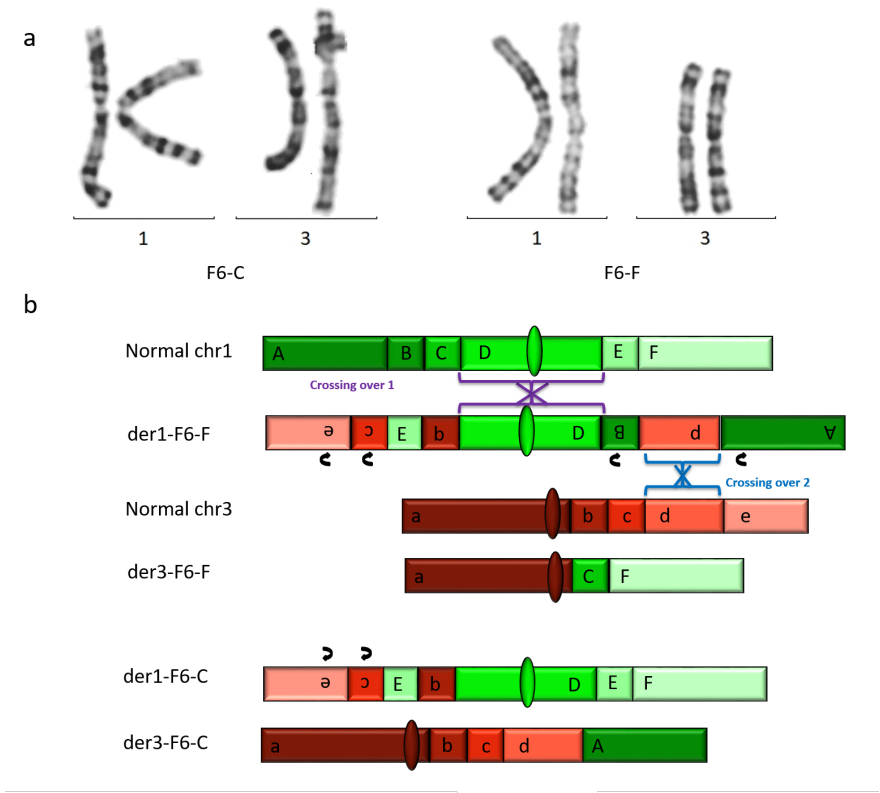 a
1 3 1 3
F6-C F6-F
b
Normal chr1 A B C D E F
Crossing over 1
der1-F6-F e c E b D B d A
Crossing over 2
Normal chr3 a b c d e
der3-F6-F a C F
der1-F6-C e c E b D E F
der3-F6-C a b c d A